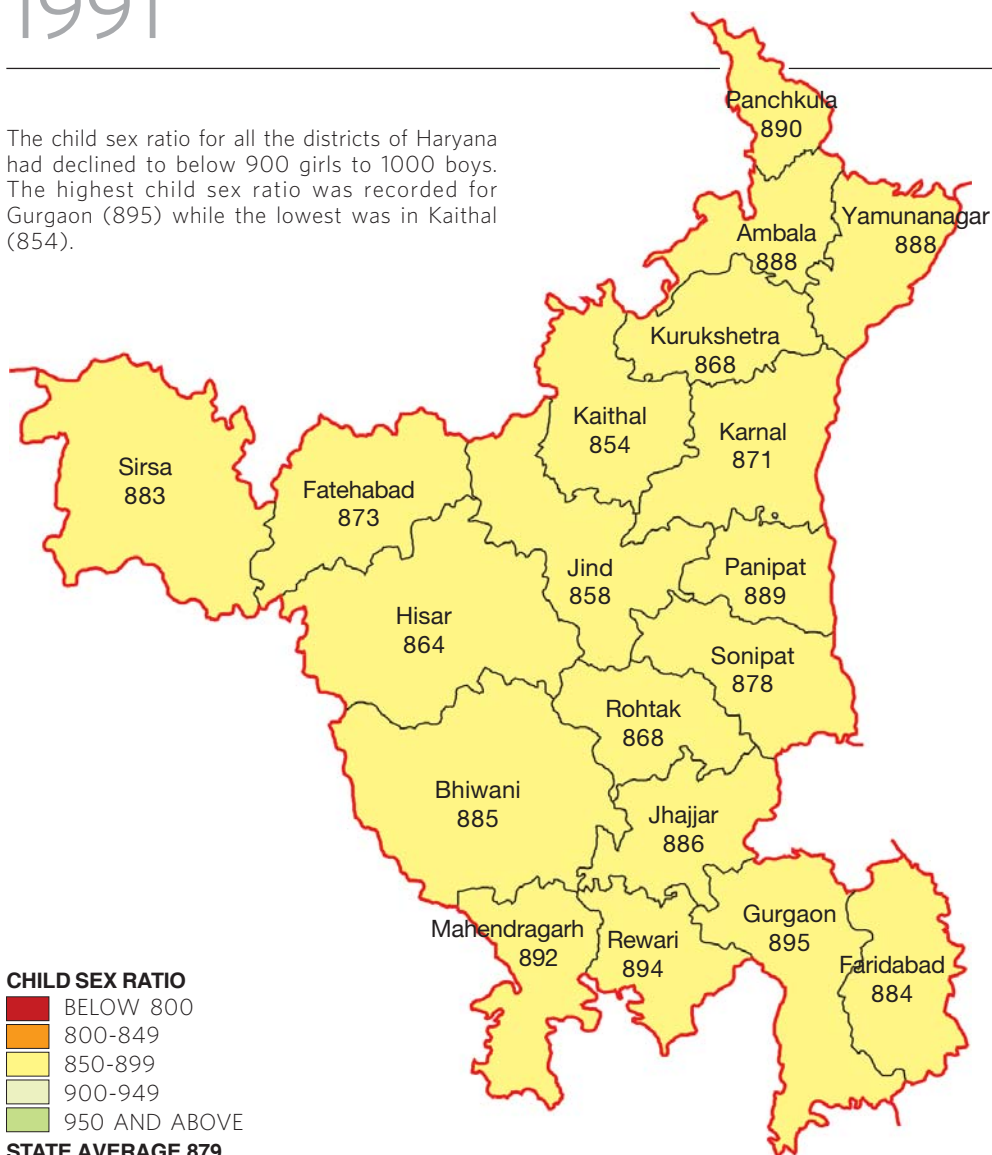 1991
The child sex ratio for all the districts of Haryana
had declined to below 900 girls to 1000 boys.
The highest child sex ratio was recorded for
Gurgaon (895) while the lowest was in Kaithal
(854).
Panchkula
890
Ambala
888
Yamunanagar
888
Kurukshetra
868
Kaithal
854
Karnal
871
Sirsa
883
Fatehabad
873
Jind
858
Panipat
889
Hisar
864
Sonipat
878
Rohtak
868
Bhiwani
885
Jhajjar
886
Mahendragarh
892
Rewari
894
Gurgaon
895
Faridabad
884
CHILD SEX RATIO
BELOW 800
800-849
850-899
900-949
950 AND ABOVE
STATE AVERAGE 879